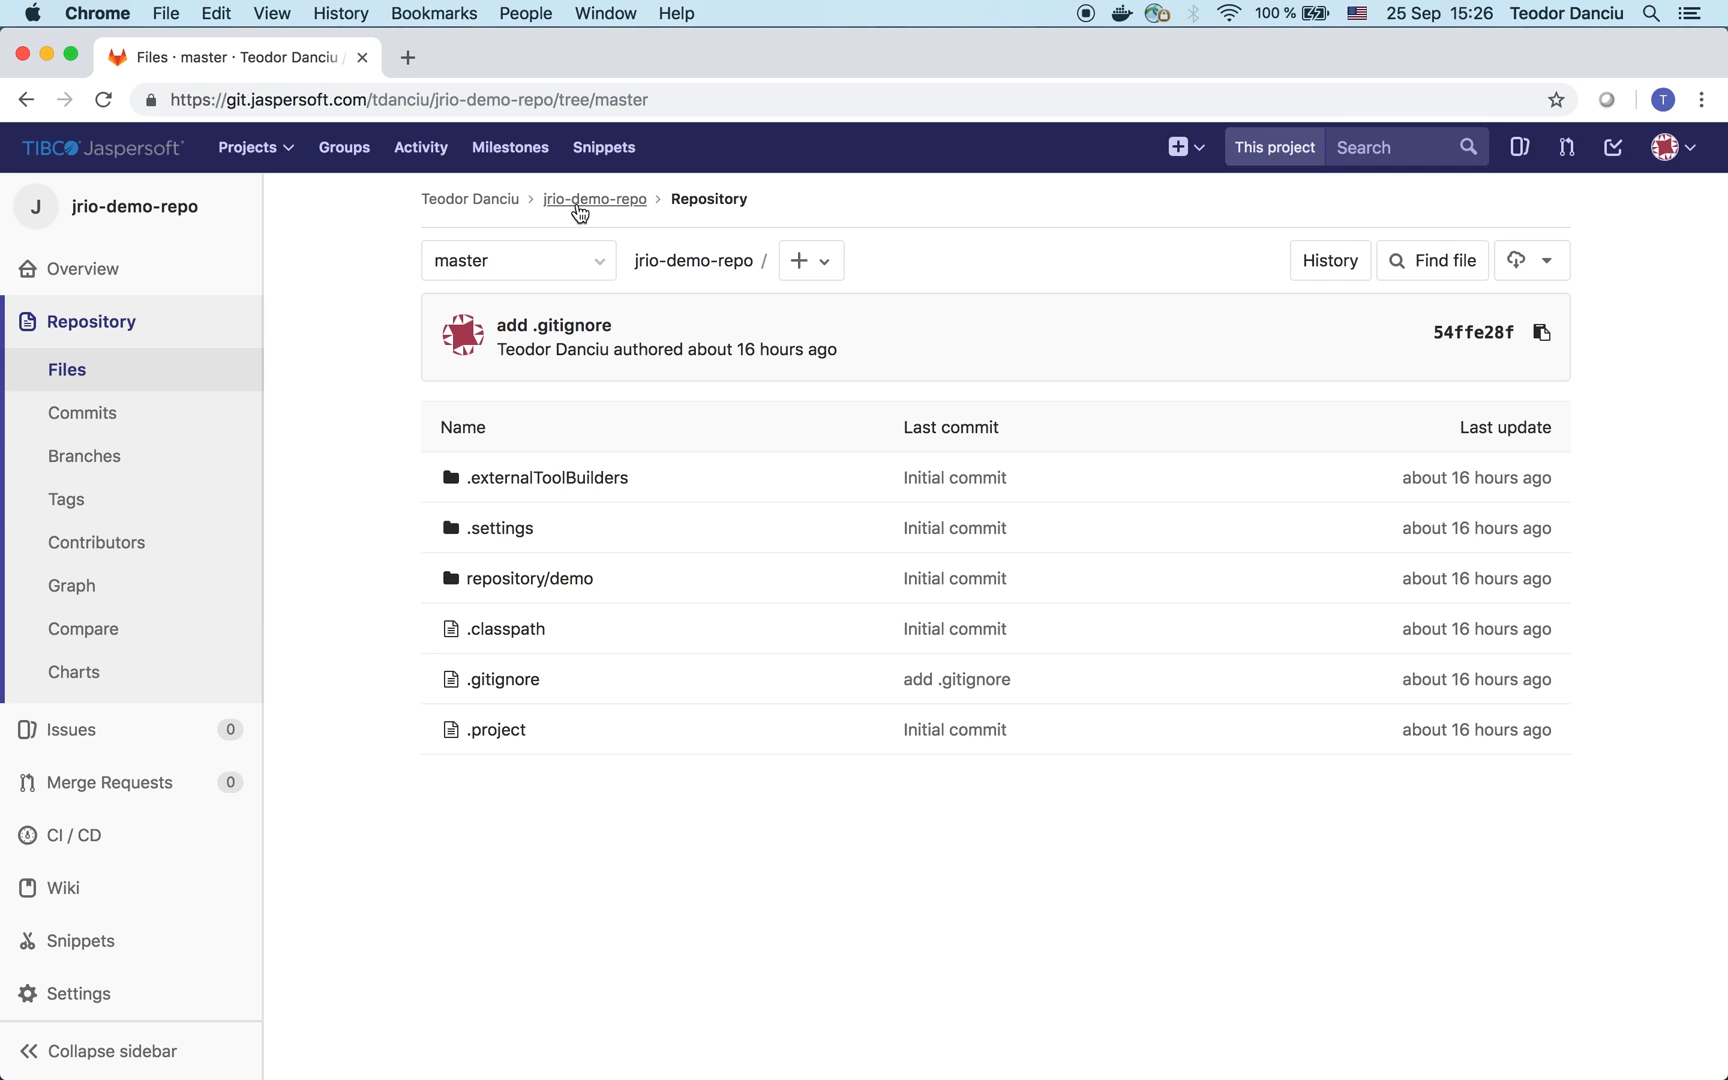 Chrome File Edit View History Bookmarks People Window Help 100 % 25 Sep 15:26 Teodor Danciu
Files · master · Teodor Danciu /
https://git.jaspersoft.com/tdanciu/jrio-demo-repo/tree/master T
TIBCO Jaspersoft Projects Groups Activity Milestones Snippets This project Search
J jrio-demo-repo
Teodor Danciu > jrio-demo-repo > Repository
Overview
master jrio-demo-repo / + History Find file
Repository
add .gitignore
Teodor Danciu authored about 16 hours ago
54ffe28f
Files
Commits
Branches
Tags
Contributors
Graph
Compare
Charts
Name Last commit Last update
.externalToolBuilders Initial commit about 16 hours ago
.settings Initial commit about 16 hours ago
repository/demo Initial commit about 16 hours ago
.classpath Initial commit about 16 hours ago
.gitignore add .gitignore about 16 hours ago
.project Initial commit about 16 hours ago
Issues 0
Merge Requests 0
CI / CD
Wiki
Snippets
Settings
Collapse sidebar